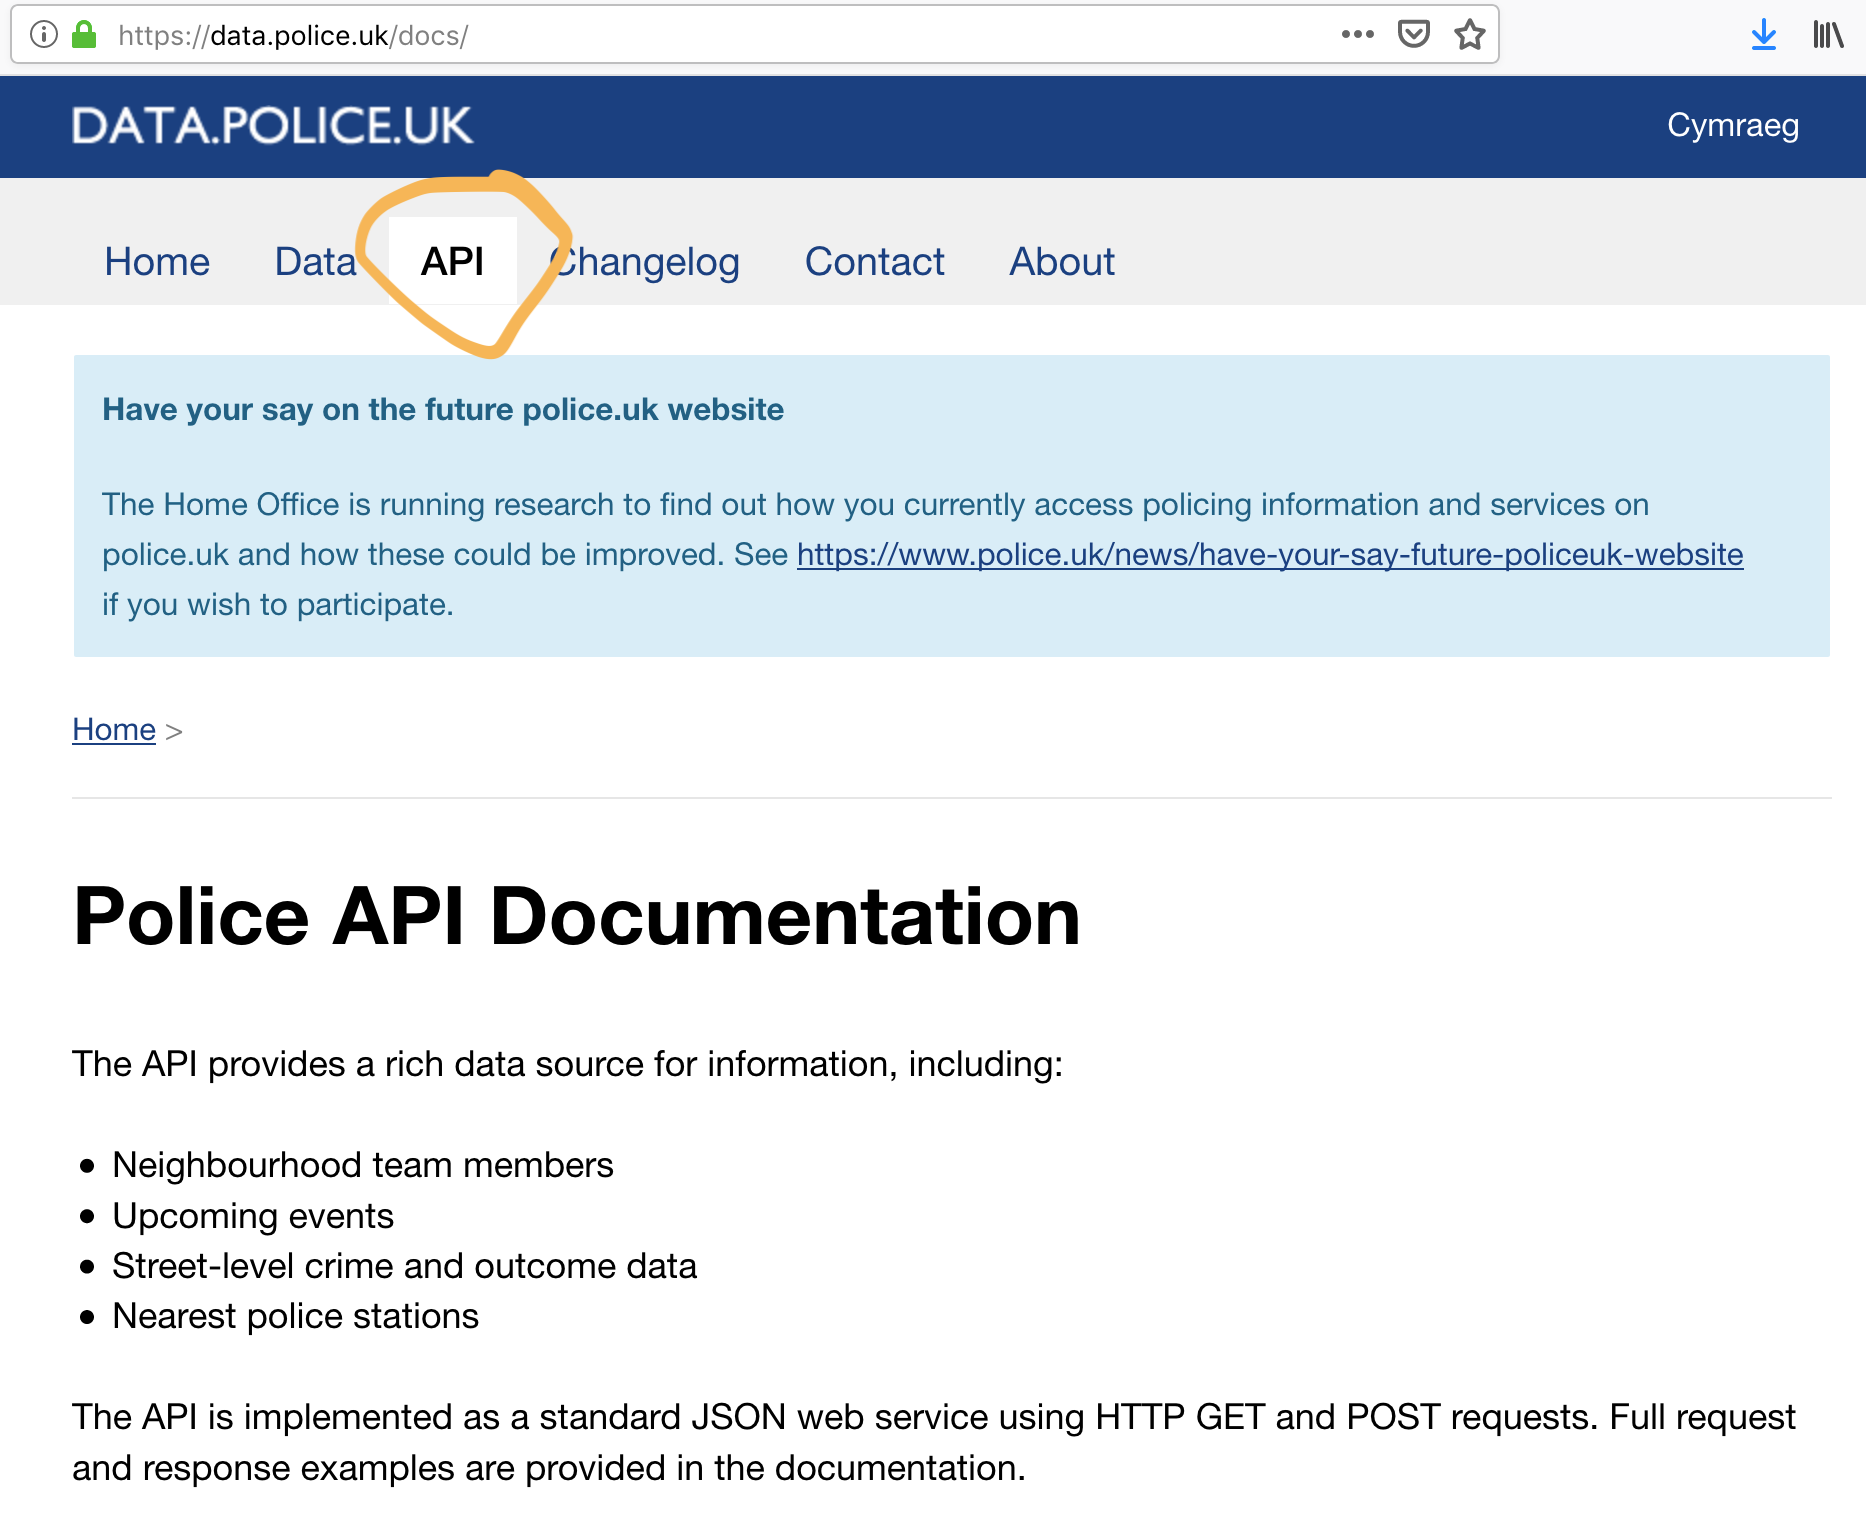 https://data.police.uk/docs/
DATA.POLICE.UK
Cymraeg
Home Data API Changelog Contact About
Have your say on the future police.uk website
The Home Office is running research to find out how you currently access policing information and services on
police.uk and how these could be improved. See https://www.police.uk/news/have-your-say-future-policeuk-website
if you wish to participate.
Home >
Police API Documentation
The API provides a rich data source for information, including:
• Neighbourhood team members
• Upcoming events
• Street-level crime and outcome data
• Nearest police stations
The API is implemented as a standard JSON web service using HTTP GET and POST requests. Full request
and response examples are provided in the documentation.